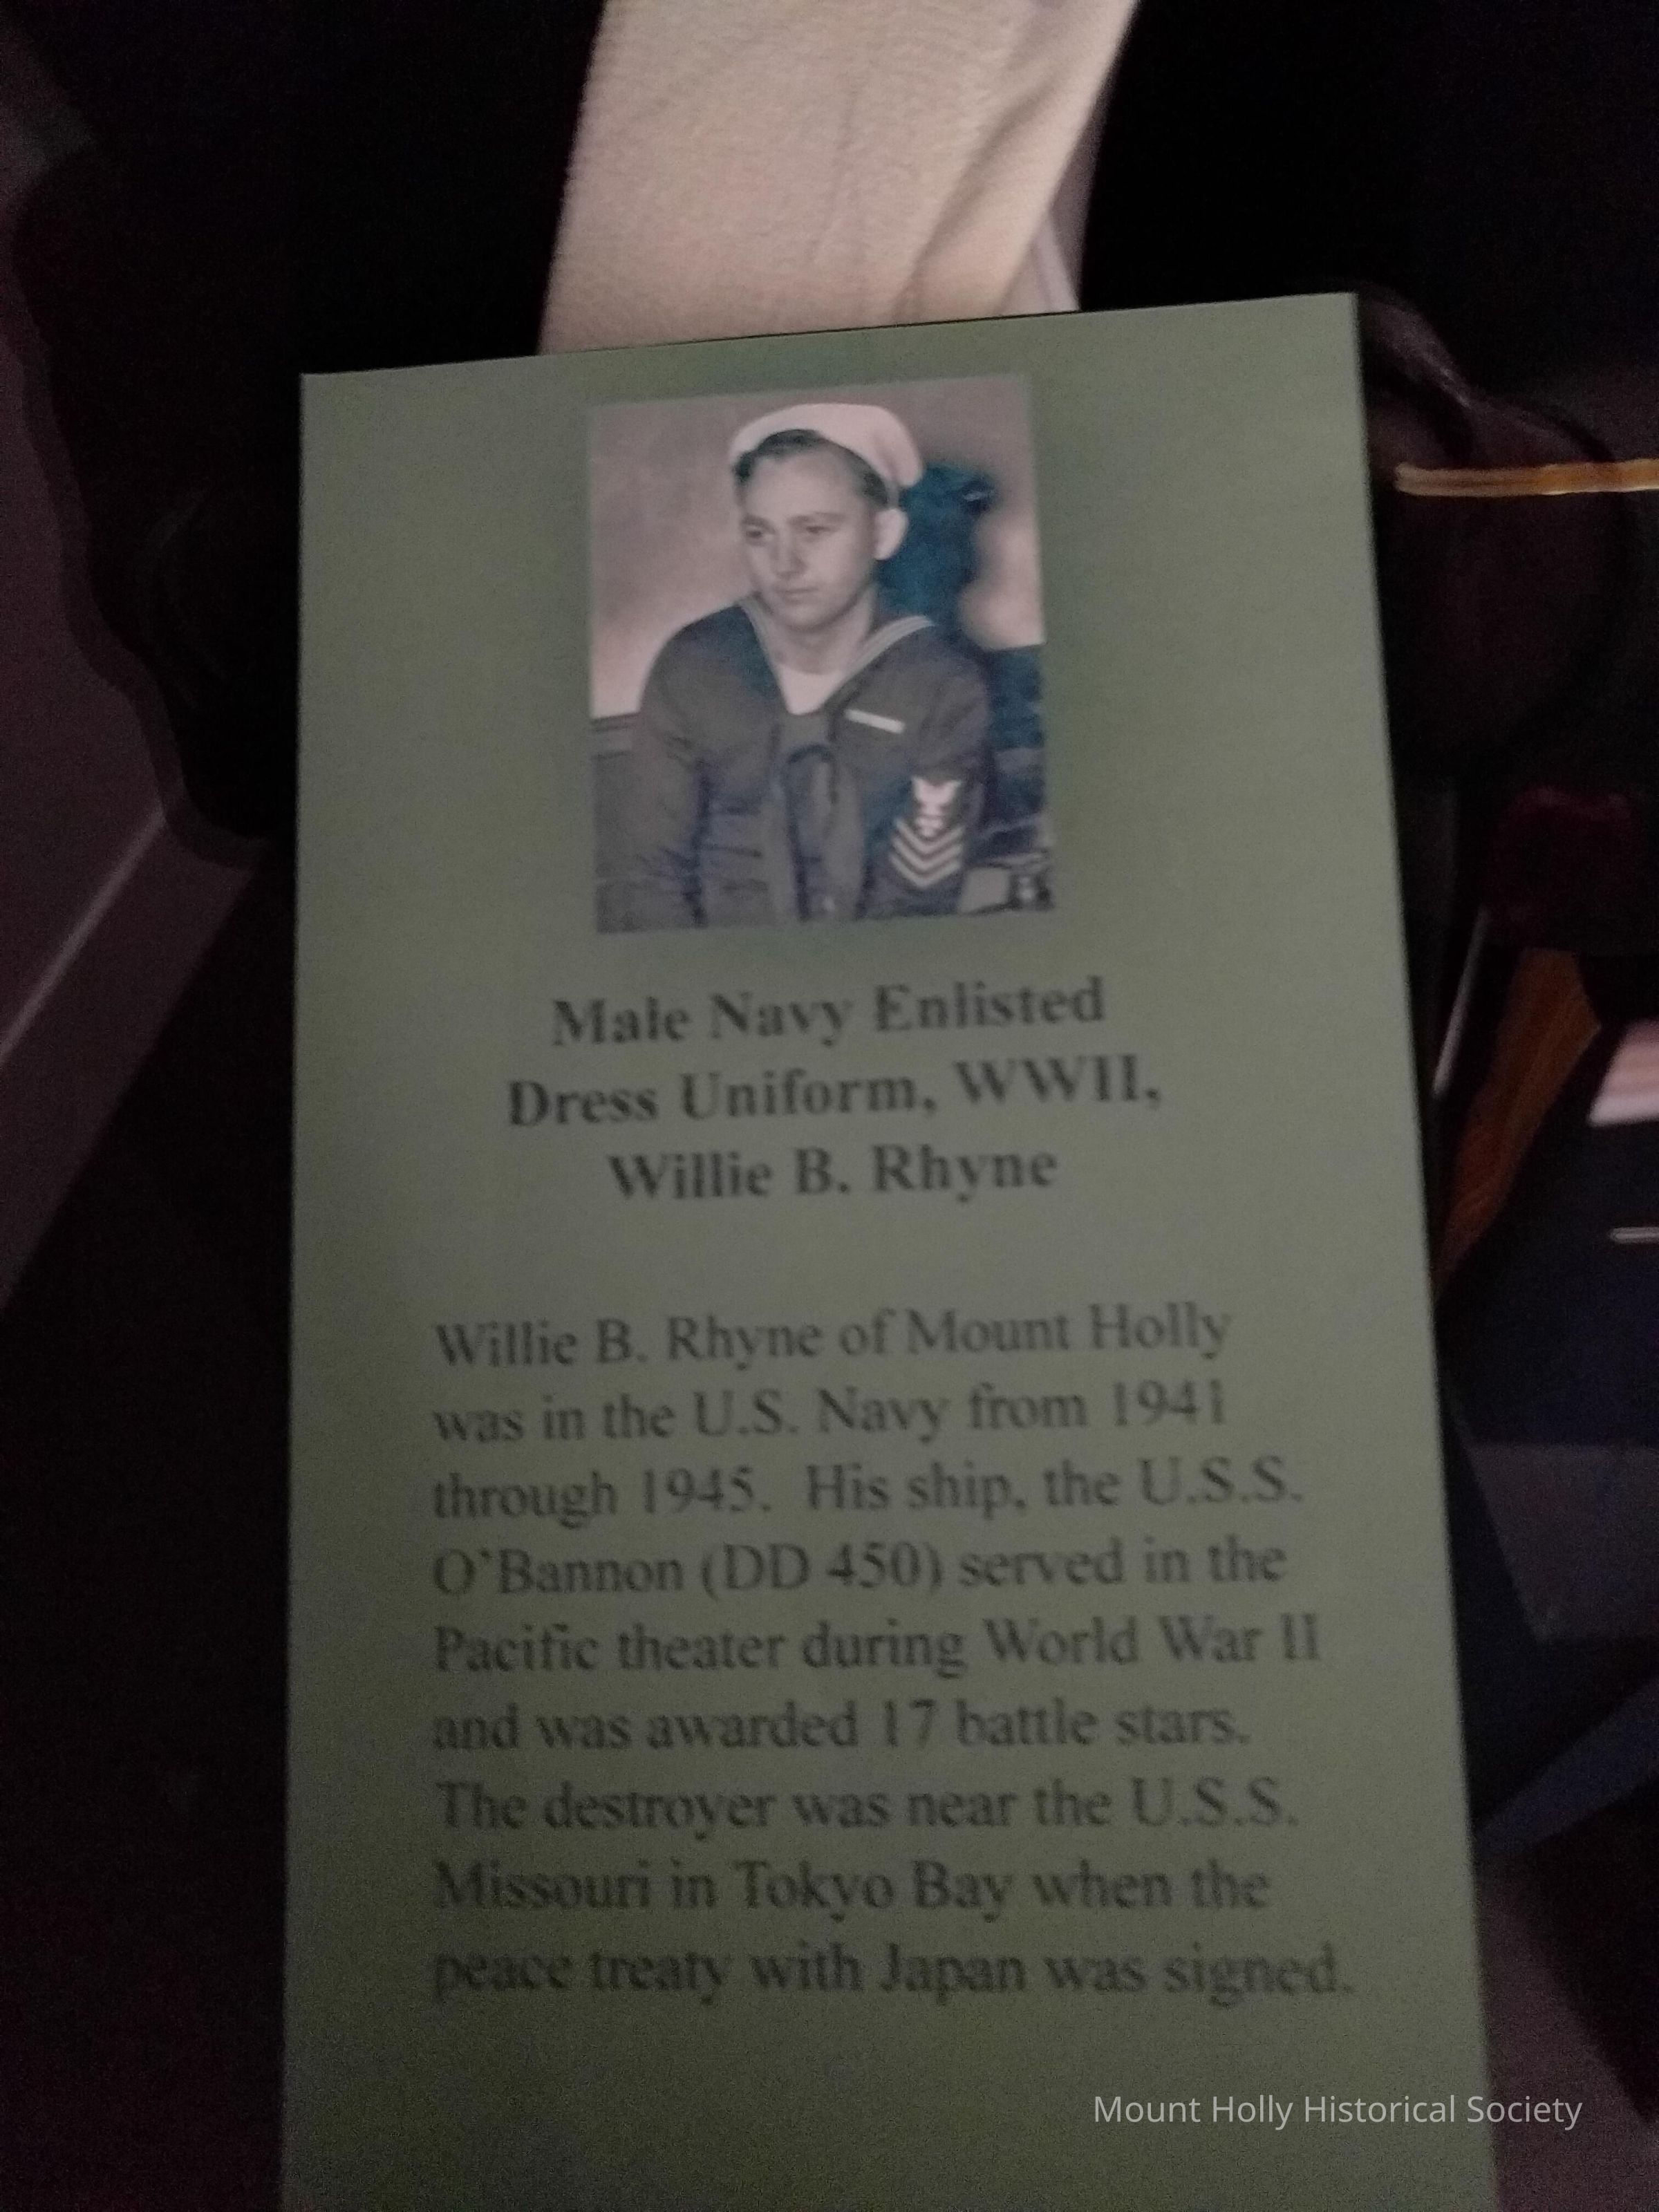 Male Navy Enlisted
Dress Uniform, WWII,
Willie B. Rhyne
Willie B. Rhyne of Mount Holly
was in the U.S. Navy from 1941
through 1945. His ship, the U.S.S.
O'Bannon (DD 450) served in the
Pacific theater during World War II
and was awarded 17 battle stars.
The destroyer was near the U.S.S.
Missouri in Tokyo Bay when the
peace treaty with Japan was signed.
Mount Holly Historical Society